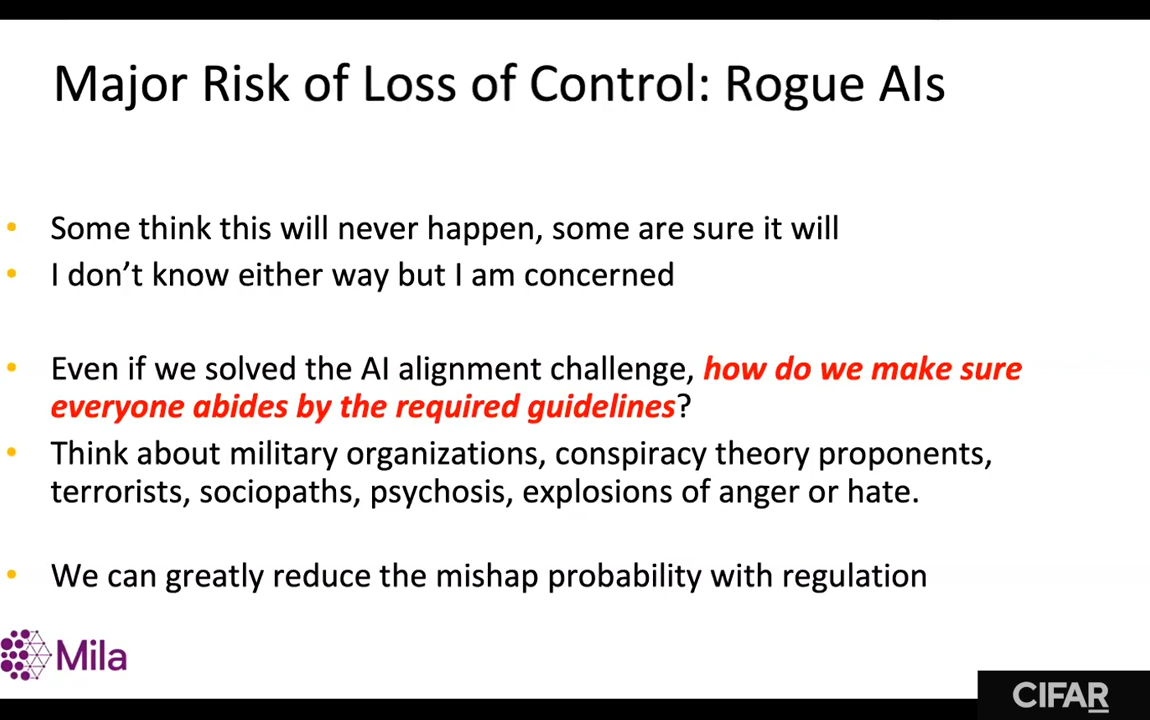 Major Risk of Loss of Control: Rogue AIs
• Some think this will never happen, some are sure it will
• I don’t know either way but I am concerned
• Even if we solved the AI alignment challenge, how do we make sure
everyone abides by the required guidelines?
• Think about military organizations, conspiracy theory proponents,
terrorists, sociopaths, psychosis, explosions of anger or hate.
• We can greatly reduce the mishap probability with regulation
Mila
CIFAR